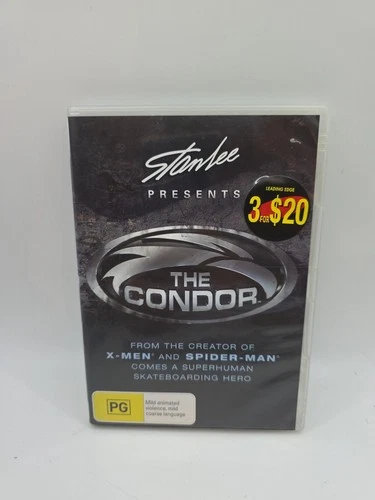 Stan Lee
PRESENTS
LEADING EDGE
3 FOR $20
THE
CONDOR™
FROM THE CREATOR OF
X-MEN® AND SPIDER-MAN®
COMES A SUPERHUMAN
SKATEBOARDING HERO
PG
Mild animated
violence, mild
coarse language